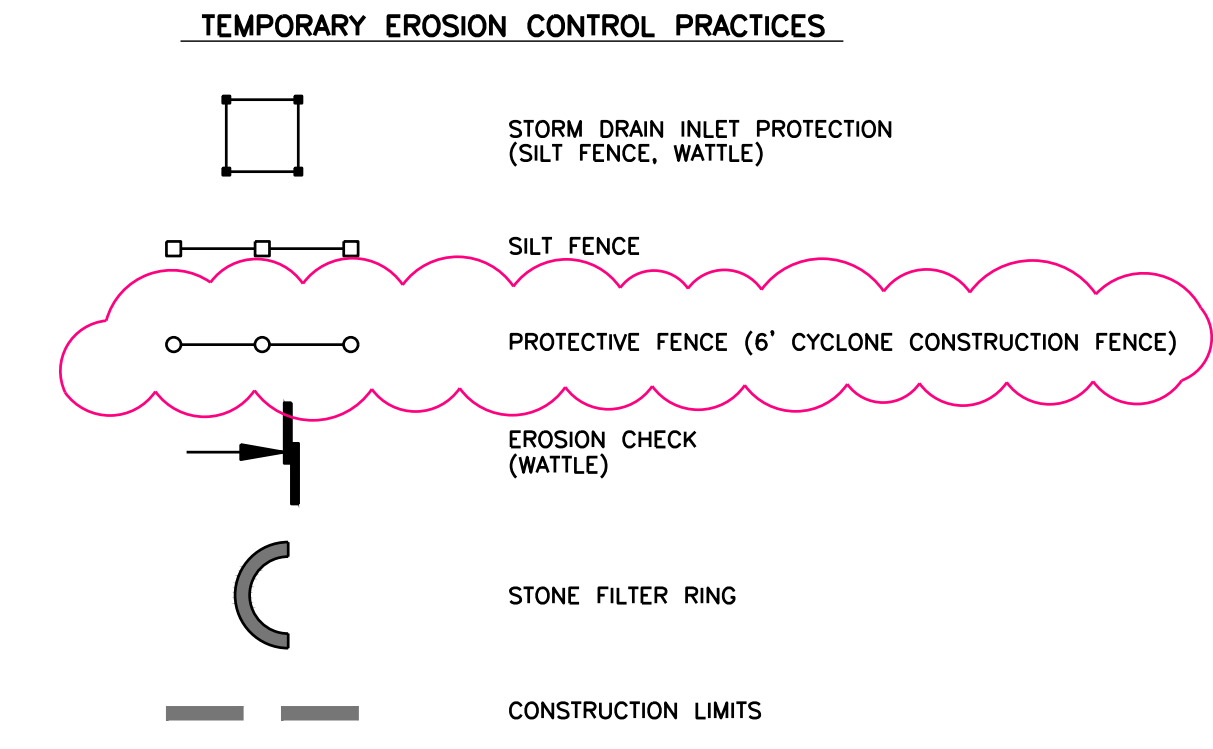 TEMPORARY EROSION CONTROL PRACTICES
STORM DRAIN INLET PROTECTION
(SILT FENCE, WATTLE)
SILT FENCE
PROTECTIVE FENCE (6' CYCLONE CONSTRUCTION FENCE)
EROSION CHECK
(WATTLE)
STONE FILTER RING
CONSTRUCTION LIMITS